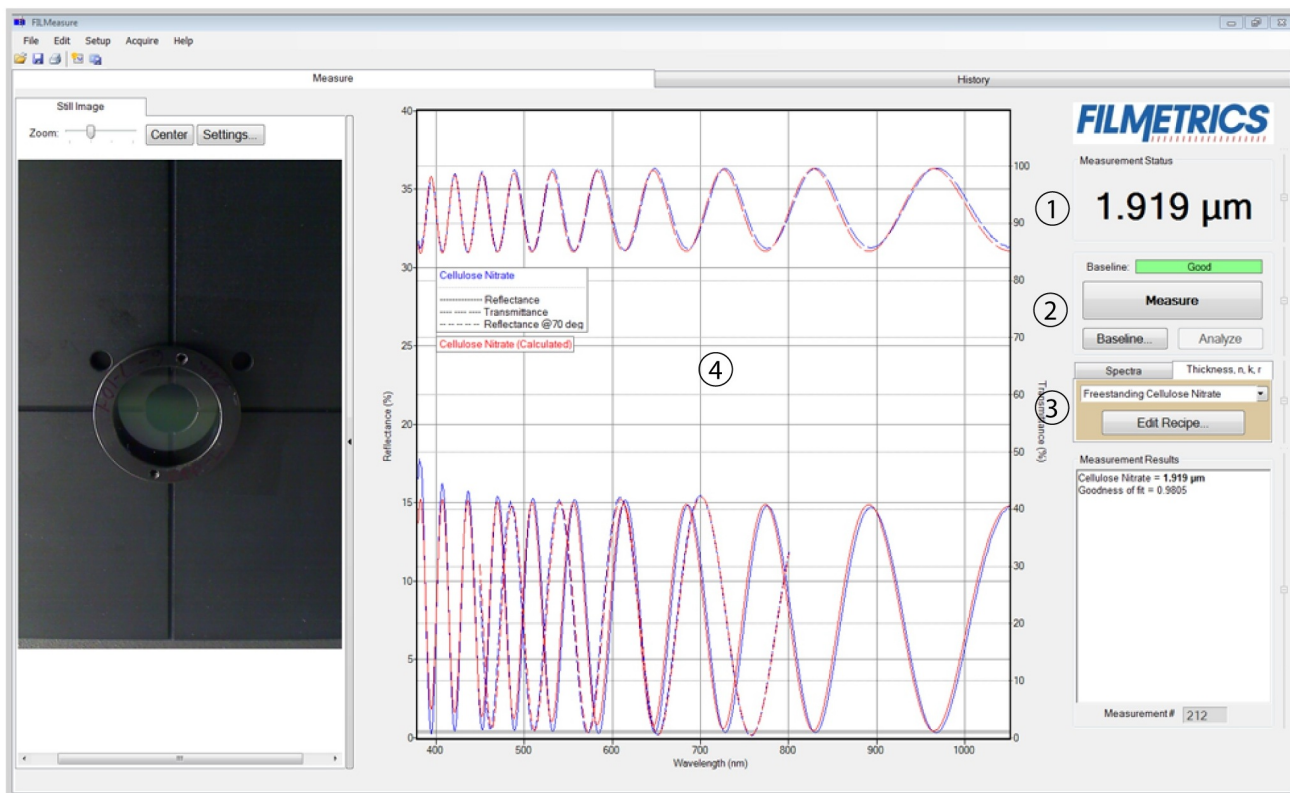 FILMeasure
File Edit Setup Acquire Help
Measure
History
Still Image
Zoom:
Center
Settings...
40
35
30
25
20
15
10
5
0
Reflectance (%)
Cellulose Nitrate
Reflectance
Transmittance
Reflectance @70 deg
Cellulose Nitrate (Calculated)
④
400 500 600 700 800 900 1000
Wavelength (nm)
100
90
80
70
60
50
40
30
20
10
0
Transmittance (%)
FILMETRICS
Measurement Status
① 1.919 µm
Baseline: Good
② Measure
Baseline... Analyze
Spectra Thickness, n, k, r
③ Freestanding Cellulose Nitrate
Edit Recipe...
Measurement Results
Cellulose Nitrate = 1.919 µm
Goodness of fit = 0.9805
Measurement # 212